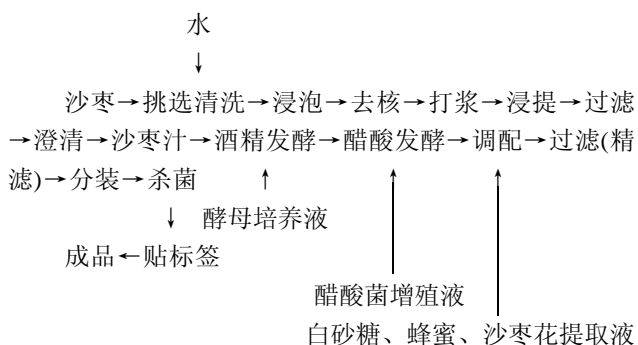 水
↓
沙枣→挑选清洗→浸泡→去核→打浆→浸提→过滤
→澄清→沙枣汁→酒精发酵→醋酸发酵→调配→过滤(精
滤)→分装→杀菌
↓ 酵母培养液
成品←贴标签
醋酸菌增殖液
白砂糖、蜂蜜、沙枣花提取液